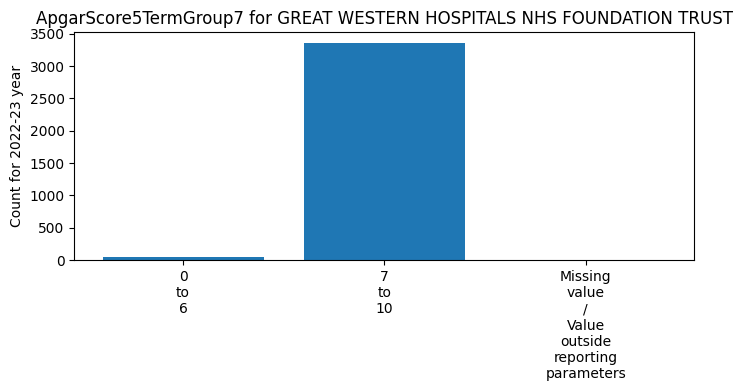 ApgarScore5TermGroup7 for GREAT WESTERN HOSPITALS NHS FOUNDATION TRUST
Count for 2022-23 year
3500
3000
2500
2000
1500
1000
500
0
0
to
6
7
to
10
Missing
value
/
Value
outside
reporting
parameters